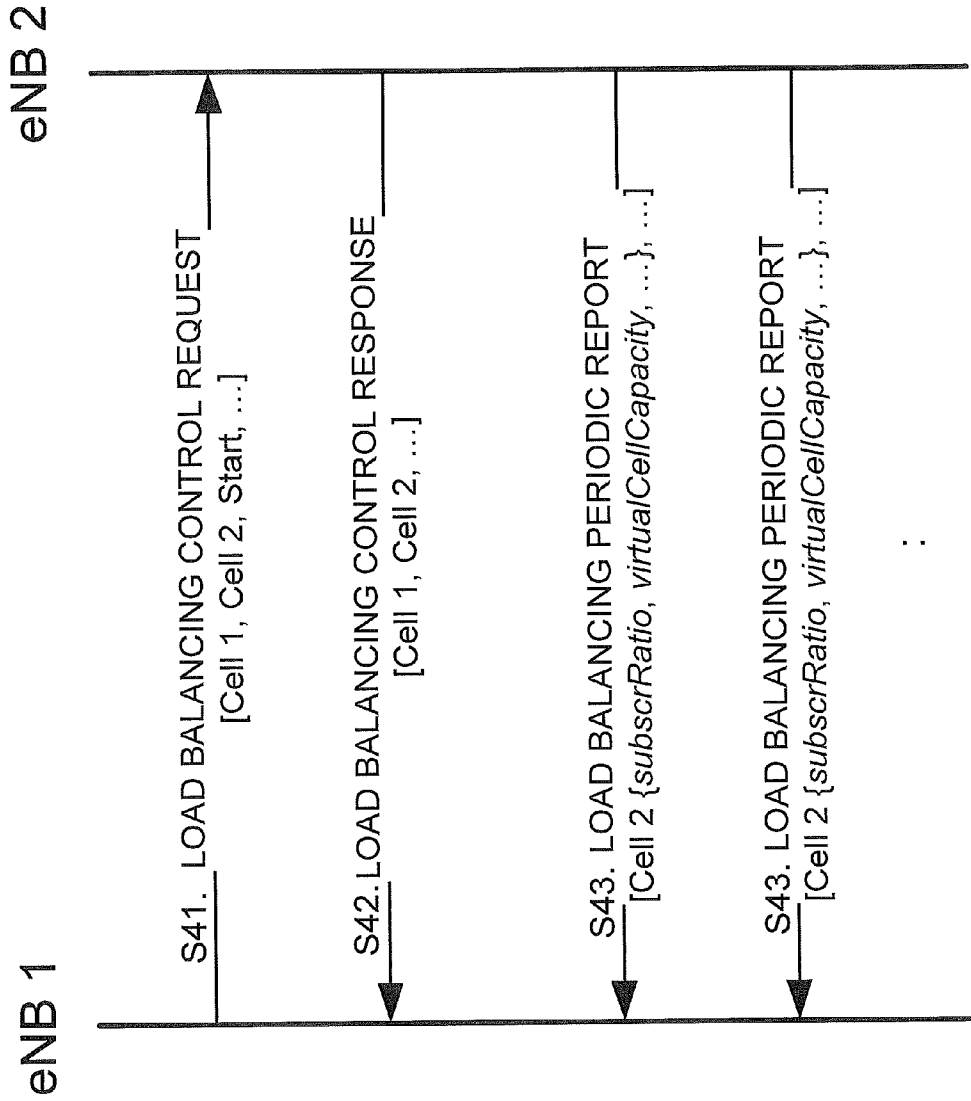 eNB 1
eNB 2
S41. LOAD BALANCING CONTROL REQUEST
[Cell 1, Cell 2, Start, ...]
S42. LOAD BALANCING CONTROL RESPONSE
[Cell 1, Cell 2, ...]
S43. LOAD BALANCING PERIODIC REPORT
[Cell 2 {subscrRatio, virtualCellCapacity, ...}, ...]
S43. LOAD BALANCING PERIODIC REPORT
[Cell 2 {subscrRatio, virtualCellCapacity, ...}, ...]
: